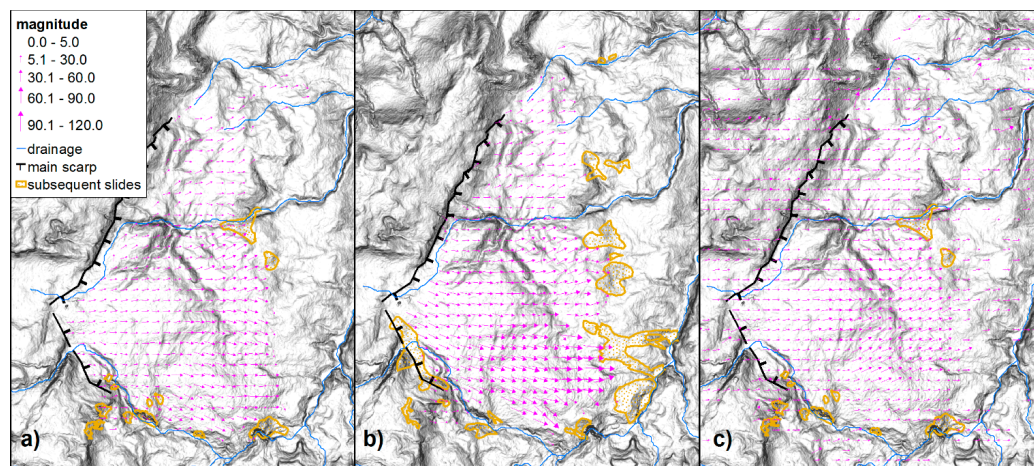 magnitude
0.0 - 5.0
5.1 - 30.0
30.1 - 60.0
60.1 - 90.0
90.1 - 120.0
drainage
main scarp
subsequent slides
a)
b)
c)